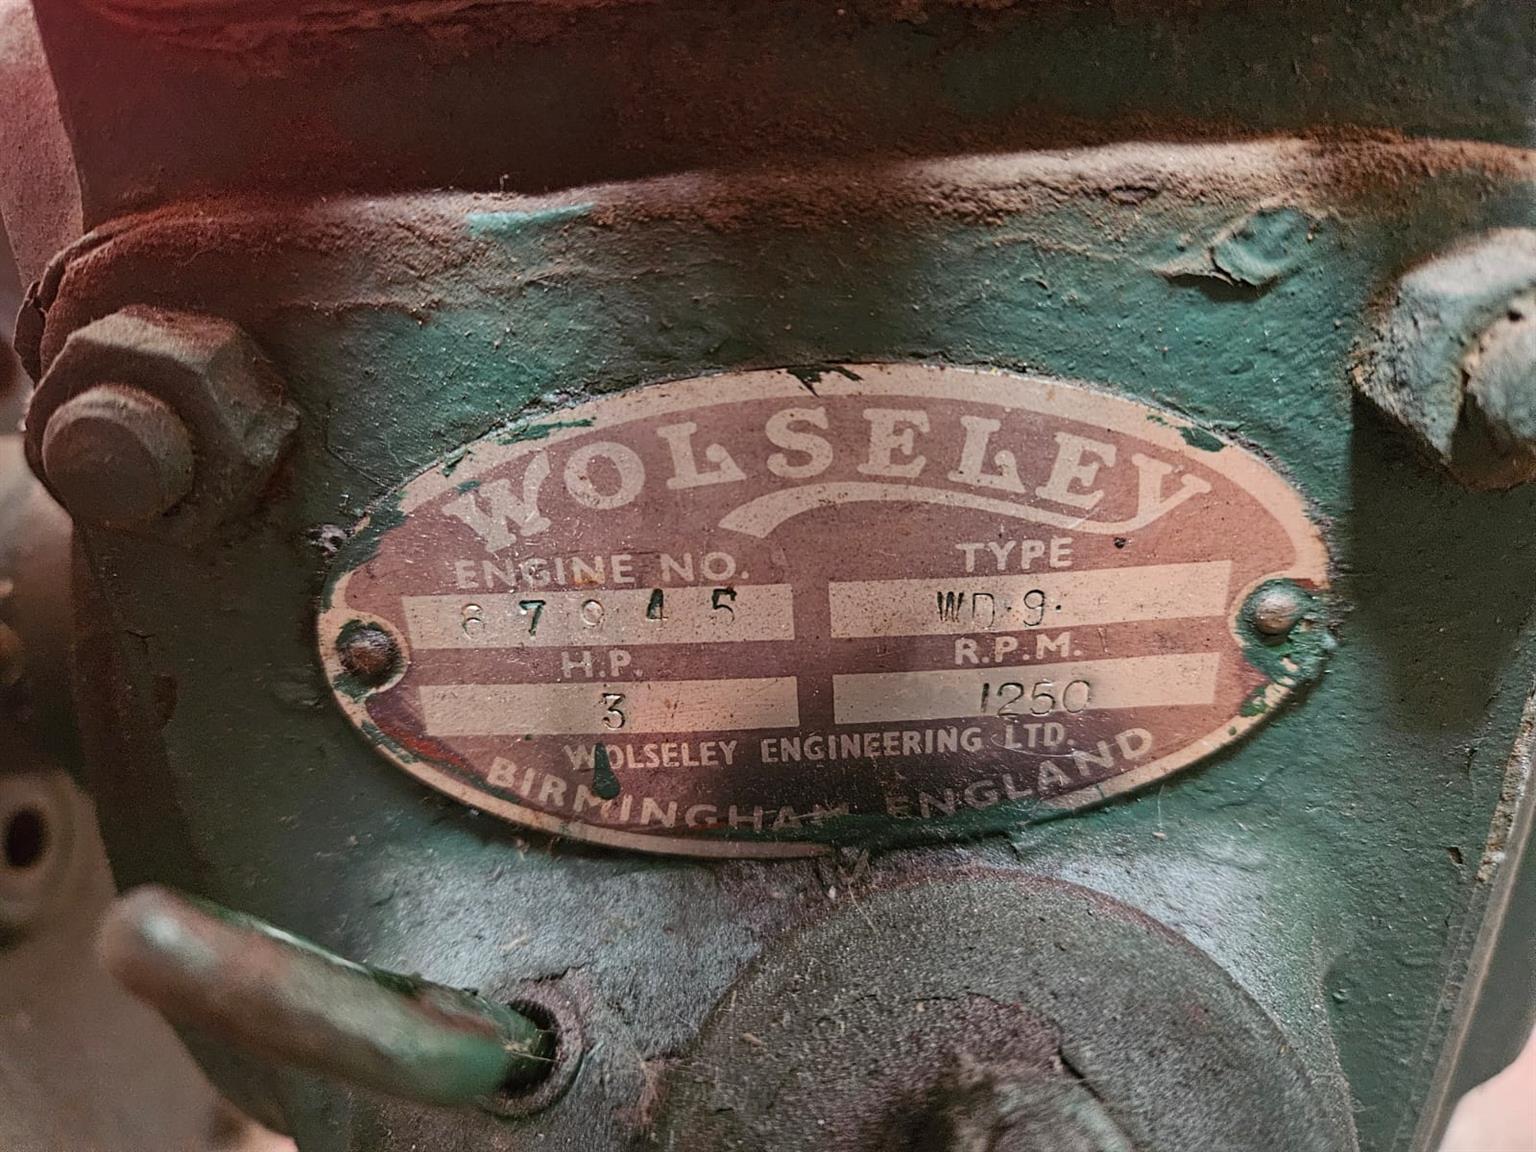 WOLSELEY
ENGINE NO. TYPE
87945 WD·9·
H.P. R.P.M.
3 1250
WOLSELEY ENGINEERING LTD.
BIRMINGHAM ENGLAND